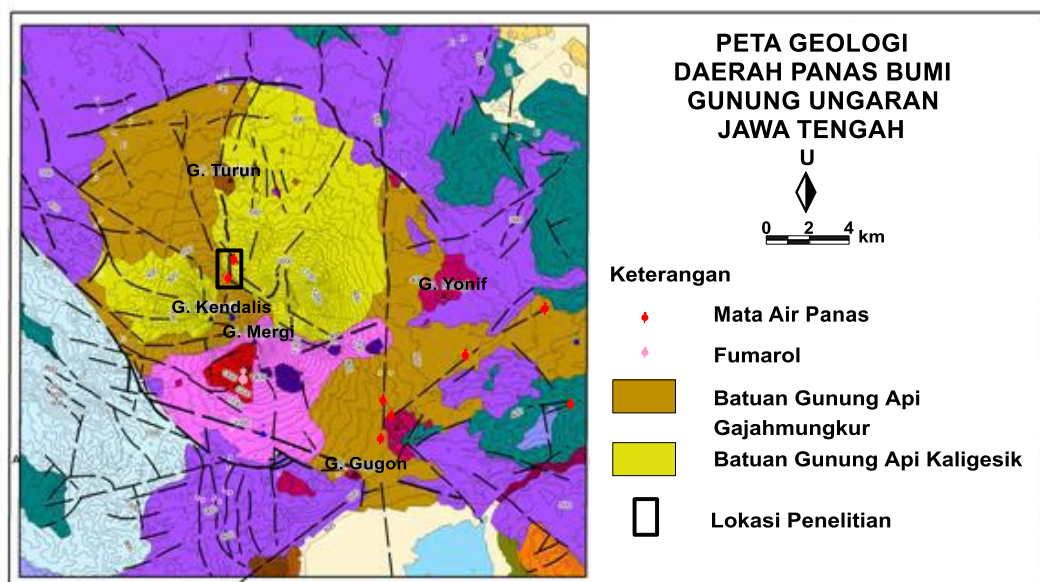 PETA GEOLOGI
DAERAH PANAS BUMI
GUNUNG UNGARAN
JAWA TENGAH
U
0 2 4
km
Keterangan
Mata Air Panas
Fumarol
Batuan Gunung Api
Gajahmungkur
Batuan Gunung Api Kaligesik
Lokasi Penelitian
G. Turun
G. Yonif
G. Kendalis
G. Mergi
G. Gugon
A